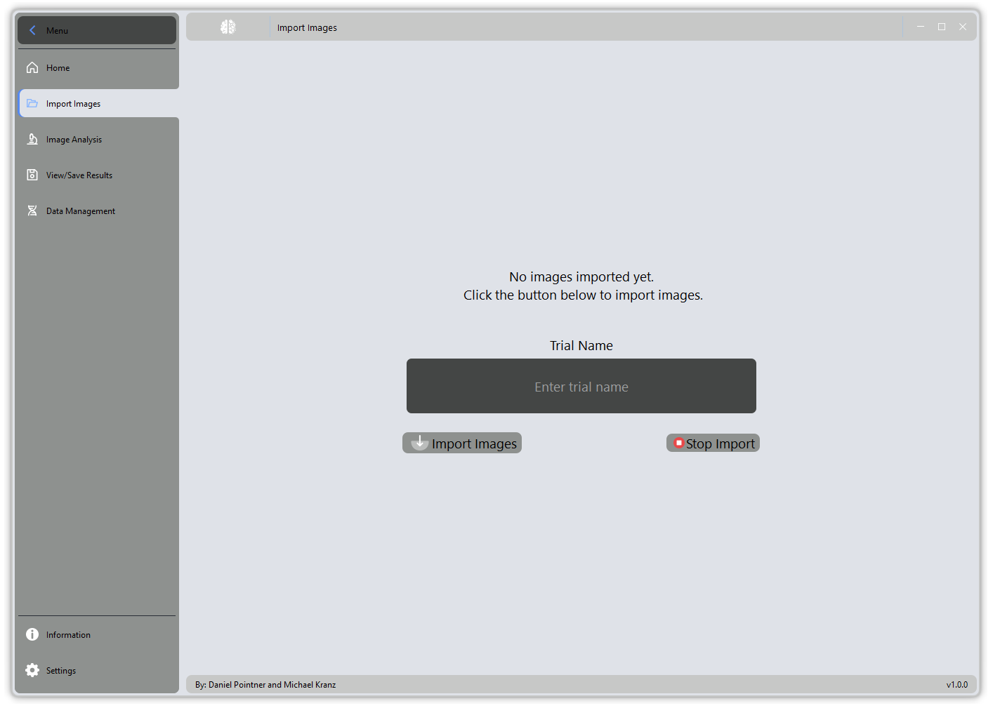 Menu
Import Images
Home
Import Images
Image Analysis
View/Save Results
Data Management
No images imported yet.
Click the button below to import images.
Trial Name
Enter trial name
Import Images
Stop Import
Information
Settings
By: Daniel Pointner and Michael Kranz
v1.0.0